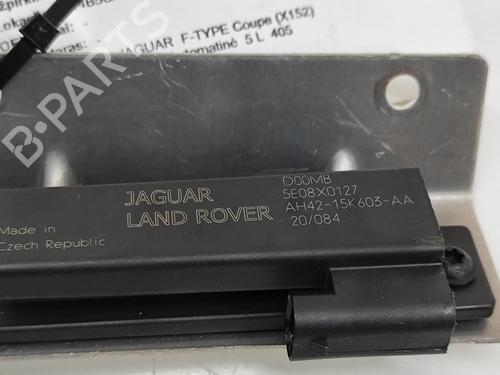 JAGUAR F-TYPE Coupe (X152)
5 L 405
D00MB
5E08X0127
JAGUAR
LAND ROVER
AH42-15K603-AA
20/084
Made in
Czech Republic
B-PARTS